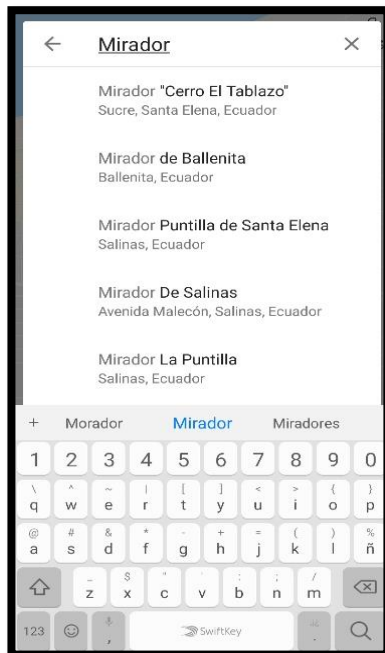 Mirador
Mirador "Cerro El Tablazo"
Sucre, Santa Elena, Ecuador
Mirador de Ballenita
Ballenita, Ecuador
Mirador Puntilla de Santa Elena
Salinas, Ecuador
Mirador De Salinas
Avenida Malecón, Salinas, Ecuador
Mirador La Puntilla
Salinas, Ecuador
+ Morador Mirador Miradores
1 2 3 4 5 6 7 8 9 0
\ ^ ~ | [ ] < > { }
q w e r t y u i o p
@ # & * - + = ( ) %
a s d f g h j k l ñ
_ $ " ' : ; /
z x c v b n m
123 , SwiftKey .